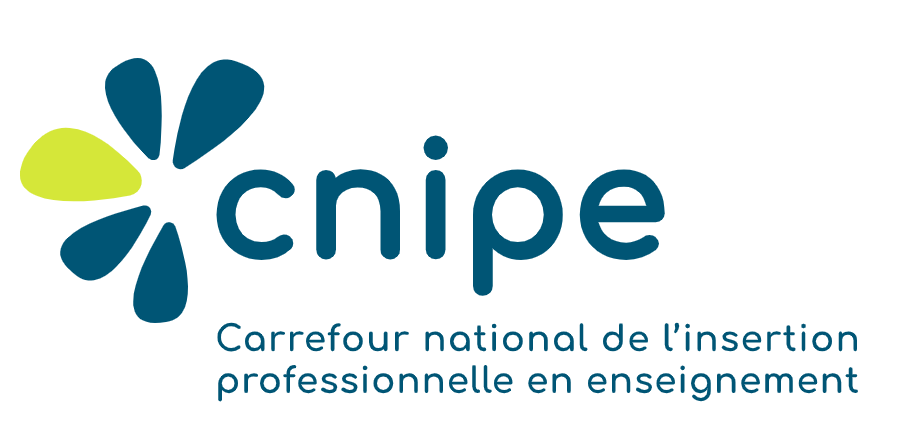 cnipe
Carrefour national de l'insertion
professionnelle en enseignement